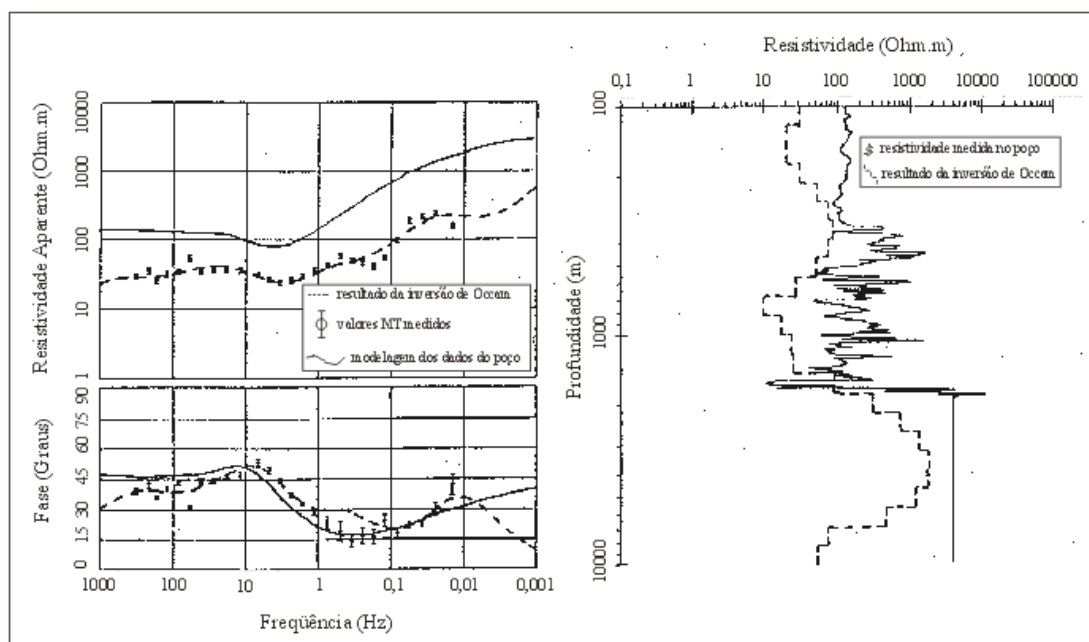 Resistividade Aparente (Ohm.m)
10000
1000
100
10
1
resultado da inversão de Occam
valores MT medidos
modelagem dos dados do poço
Fase (Graus)
90
75
60
45
30
15
0
1000
100
10
1
0,1
0,01
0,001
Freqüência (Hz)
Resistividade (Ohm.m)
0,1
1
10
100
1000
10000
100000
Profundidade (m)
100
1000
10000
resistividade medida no poço
resultado da inversão de Occam